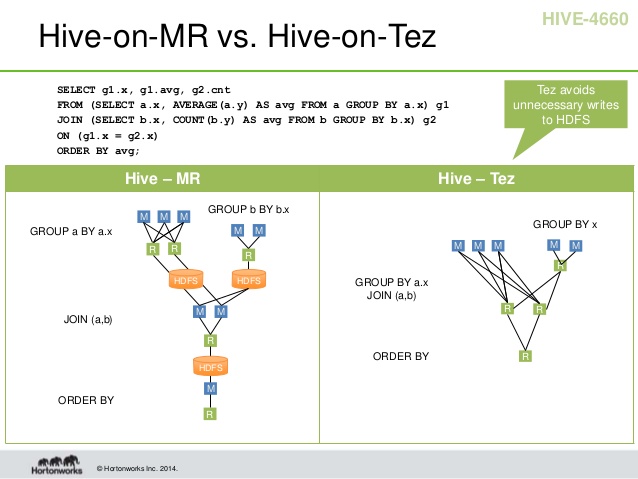 HIVE-4660
Hive-on-MR vs. Hive-on-Tez
SELECT g1.x, g1.avg, g2.cnt
FROM (SELECT a.x, AVERAGE(a.y) AS avg FROM a GROUP BY a.x) g1
JOIN (SELECT b.x, COUNT(b.y) AS avg FROM b GROUP BY b.x) g2
ON (g1.x = g2.x)
ORDER BY avg;
Tez avoids
unnecessary writes
to HDFS
Hive – MR
GROUP b BY b.x
M M M
M M
GROUP a BY a.x
R R
R
HDFS
HDFS
M M
JOIN (a,b)
R
HDFS
M
ORDER BY
R
Hive – Tez
GROUP BY x
M M M
M M
R
GROUP BY a.x
JOIN (a,b)
R R
ORDER BY
R
Hortonworks
© Hortonworks Inc. 2014.